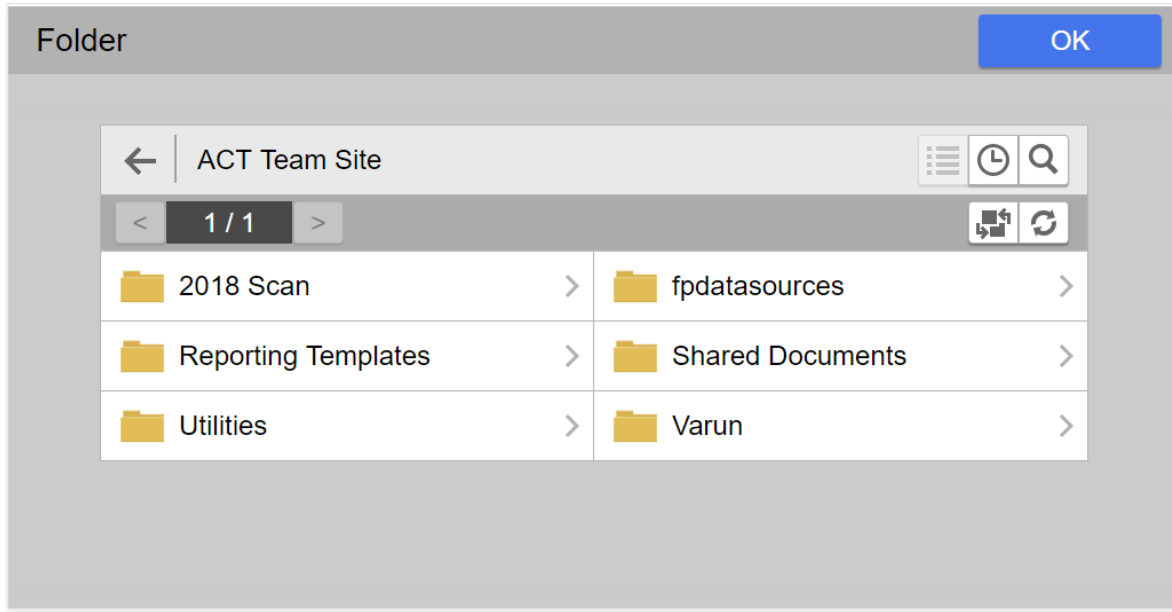 Folder
OK
ACT Team Site
< 1 / 1 >
2018 Scan
fpdatasources
Reporting Templates
Shared Documents
Utilities
Varun